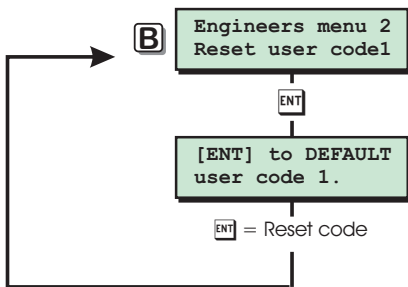 B
Engineers menu 2
Reset user code1
ENT
[ENT] to DEFAULT
user code 1.
ENT = Reset code